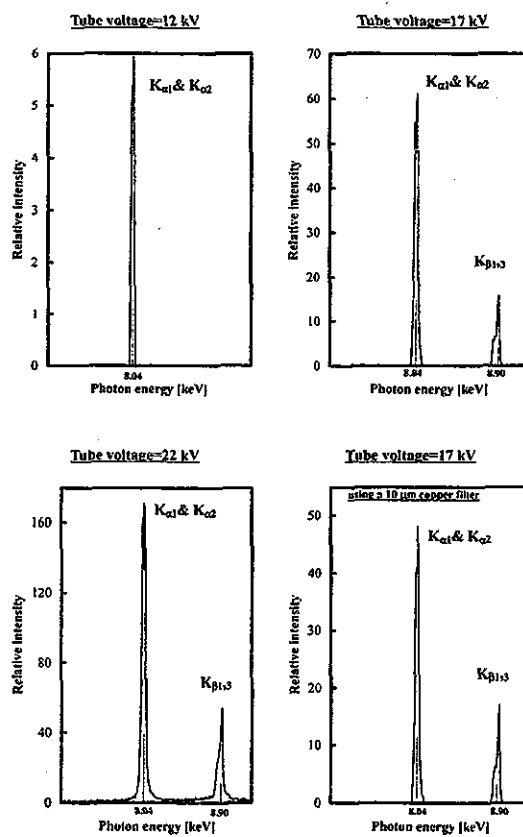 Tube voltage=12 kV
6
5
4
3
2
1
0
Relative intensity
Kα1& Kα2
8.04
Photon energy [keV]
Tube voltage=17 kV
70
60
50
40
30
20
10
0
Relative intensity
Kα1& Kα2
Kβ1,3
8.04
8.90
Photon energy [keV]
Tube voltage=22 kV
160
120
80
40
0
Relative intensity
Kα1& Kα2
Kβ1,3
8.04
8.90
Photon energy [keV]
Tube voltage=17 kV
using a 10 µm copper filter
50
40
30
20
10
0
Relative intensity
Kα1& Kα2
Kβ1,3
8.04
8.90
Photon energy [keV]